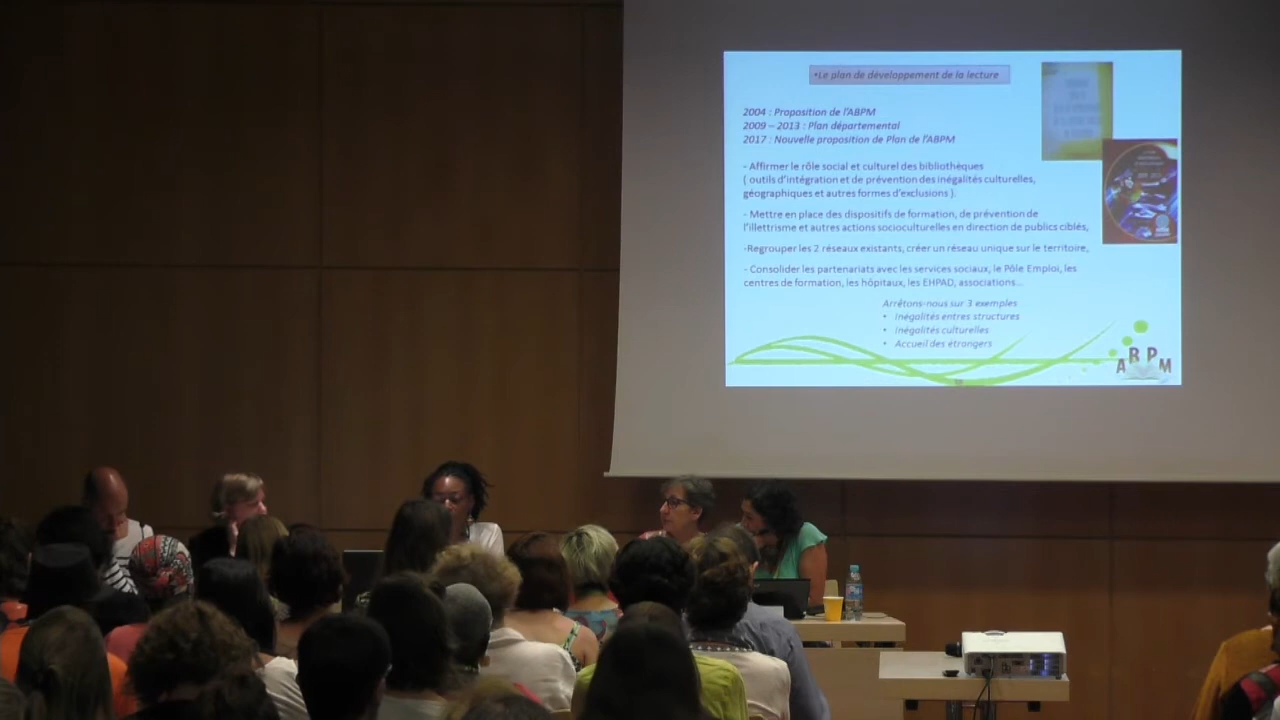 •Le plan de développement de la lecture
2004 : Proposition de l'ABPM
2009 – 2013 : Plan départemental
2017 : Nouvelle proposition de Plan de l'ABPM
- Affirmer le rôle social et culturel des bibliothèques
( outils d'intégration et de prévention des inégalités culturelles,
géographiques et autres formes d'exclusions ).
- Mettre en place des dispositifs de formation, de prévention de
l'illettrisme et autres actions socioculturelles en direction de publics ciblés,
-Regrouper les 2 réseaux existants, créer un réseau unique sur le territoire,
- Consolider les partenariats avec les services sociaux, le Pôle Emploi, les
centres de formation, les hôpitaux, les EHPAD, associations...
Arrêtons-nous sur 3 exemples
• Inégalités entres structures
• Inégalités culturelles
• Accueil des étrangers
ABPM